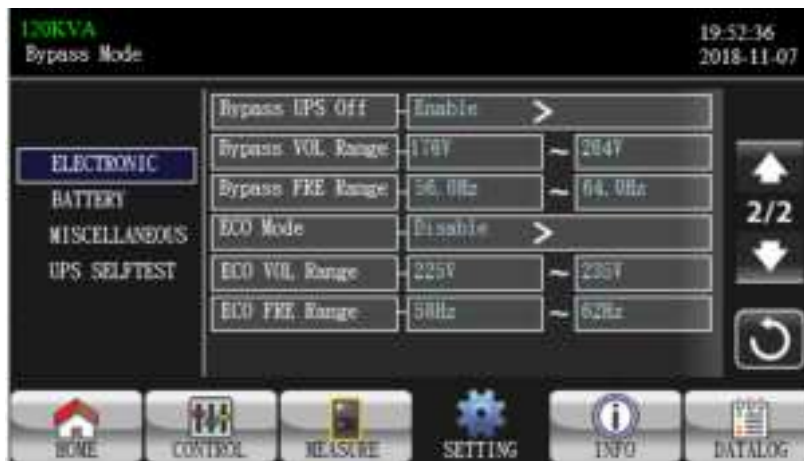 120KVA
Bypass Mode
19:52:36
2018-11-07
ELECTRONIC
BATTERY
MISCELLANEOUS
UPS SELFTEST
Bypass UPS Off Enable >
Bypass VOL Range 176V ~ 264V
Bypass FRE Range 56.0Hz ~ 64.0Hz
ECO Mode Disable >
ECO VOL Range 225V ~ 235V
ECO FRE Range 58Hz ~ 62Hz
2/2
HOME CONTROL MEASURE SETTING INFO DATALOG